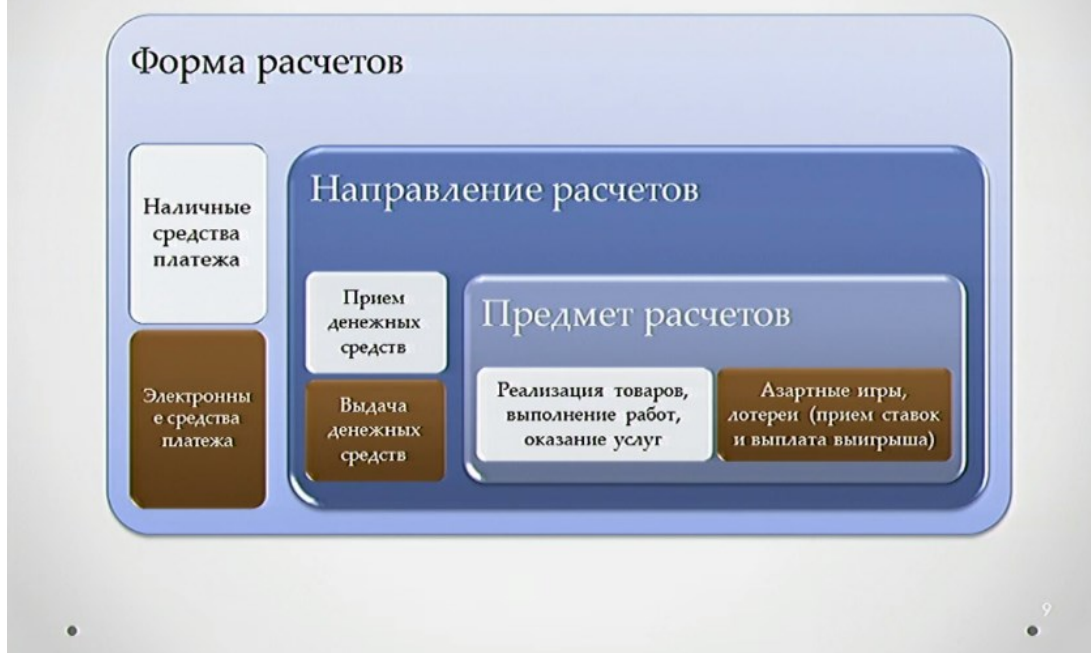 Форма расчетов
Наличные
средства
платежа
Электронны
е средства
платежа
Направление расчетов
Прием
денежных
средств
Выдача
денежных
средств
Предмет расчетов
Реализация товаров,
выполнение работ,
оказание услуг
Азартные игры,
лотереи (прием ставок
и выплата выигрыша)
9